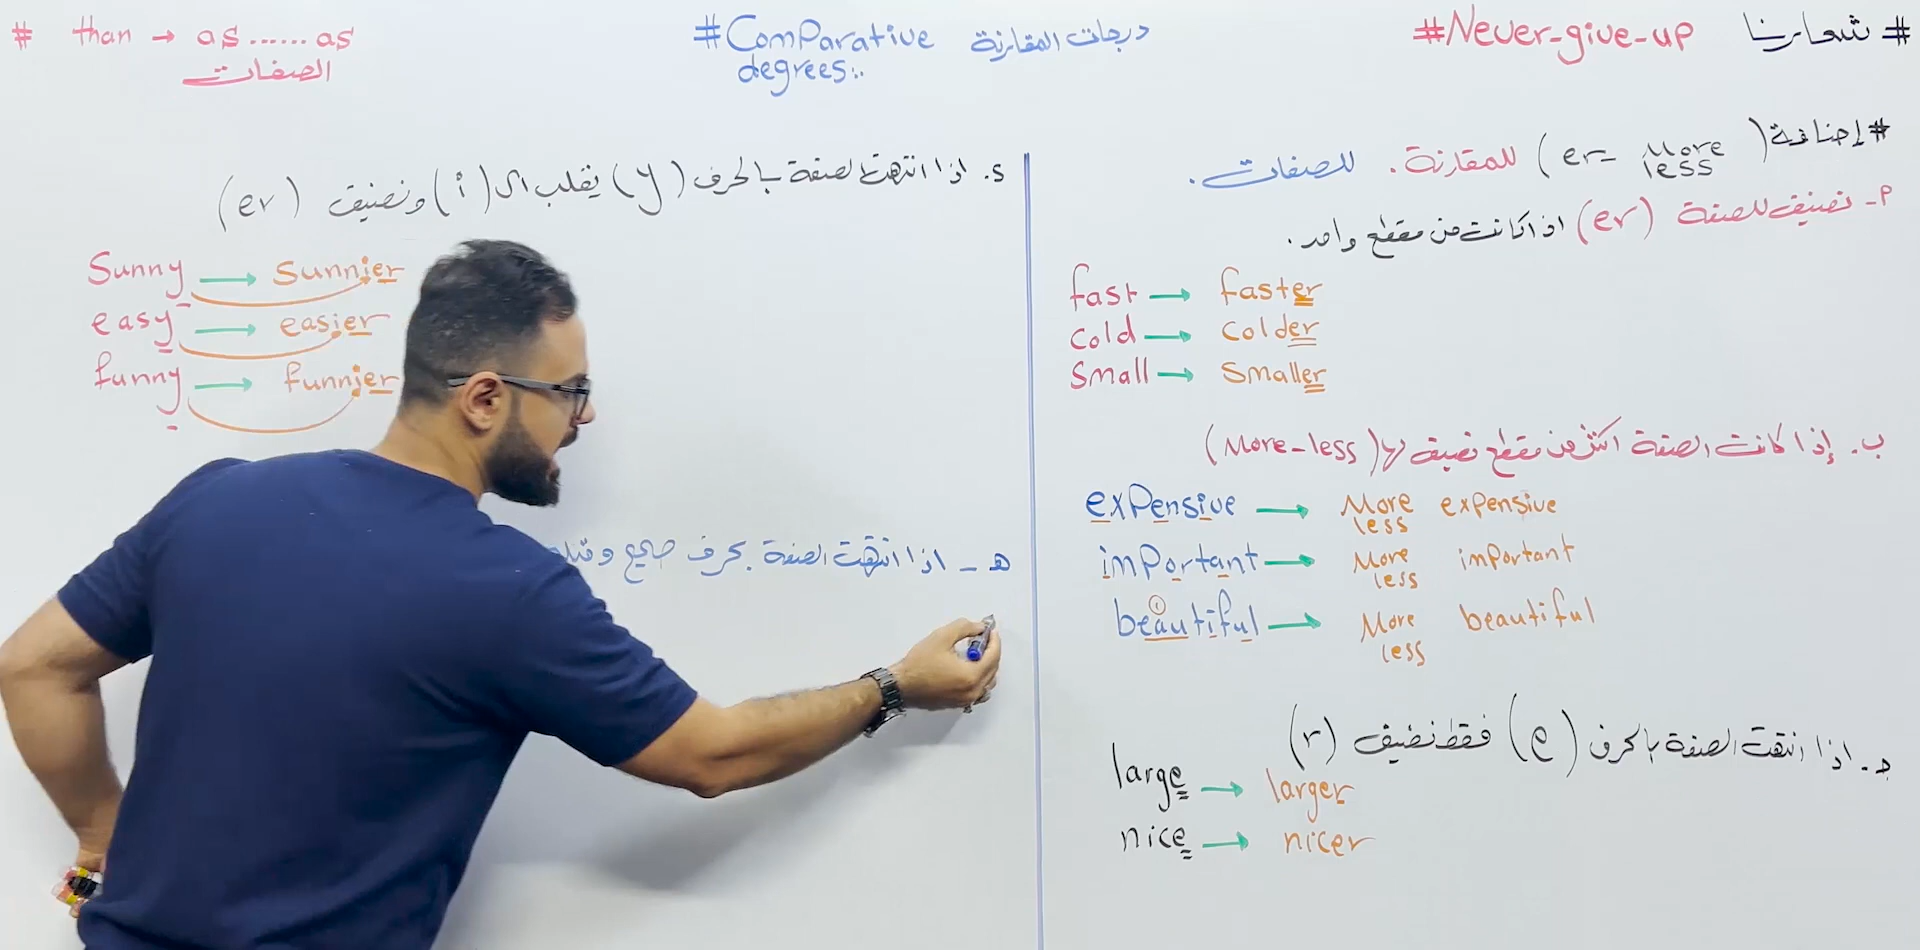 # شعارنا #Never-give-up
#Comparative درجات المقارنة
degrees:.
# than → as ...... as
الصفات
# إضافة (er- More less) للمقارنة. للصفات.
أ- نضيف للصفة (er) اذا كانت من مقطع واحد.
fast → faster
cold → colder
small → smaller
ب. إذا كانت الصفة اكثر من مقطع نضيف لها (More-less)
expensive → More less expensive
important → More less important
beautiful → More less beautiful
جـ. اذا انتهت الصفة بالحرف (e) فقط نضيف (r)
large → larger
nice → nicer
د. اذا انتهت الصفة بالحرف (y) يقلب الى (i) ونضيف (er)
Sunny → sunnier
easy → easier
funny → funnier
هـ - اذا انتهت الصفة بحرف صحيح